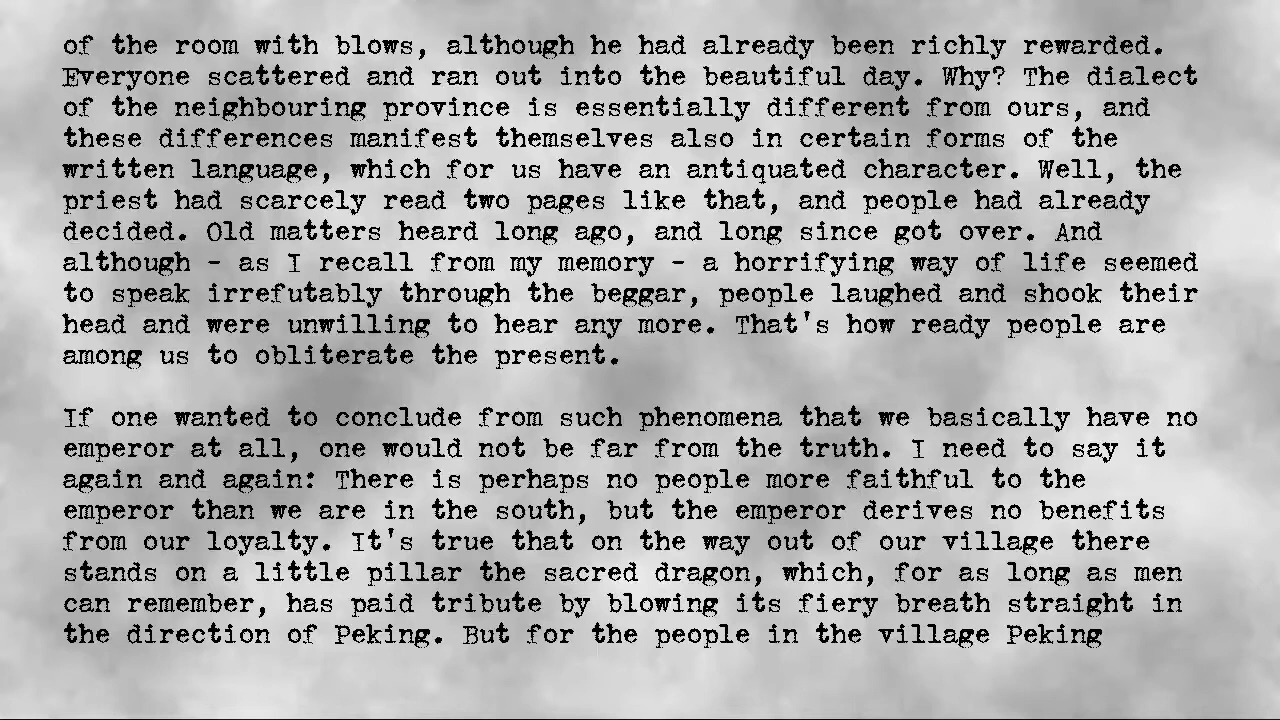 of the room with blows, although he had already been richly rewarded.
Everyone scattered and ran out into the beautiful day. Why? The dialect
of the neighbouring province is essentially different from ours, and
these differences manifest themselves also in certain forms of the
written language, which for us have an antiquated character. Well, the
priest had scarcely read two pages like that, and people had already
decided. Old matters heard long ago, and long since got over. And
although - as I recall from my memory - a horrifying way of life seemed
to speak irrefutably through the beggar, people laughed and shook their
head and were unwilling to hear any more. That's how ready people are
among us to obliterate the present.

If one wanted to conclude from such phenomena that we basically have no
emperor at all, one would not be far from the truth. I need to say it
again and again: There is perhaps no people more faithful to the
emperor than we are in the south, but the emperor derives no benefits
from our loyalty. It's true that on the way out of our village there
stands on a little pillar the sacred dragon, which, for as long as men
can remember, has paid tribute by blowing its fiery breath straight in
the direction of Peking. But for the people in the village Peking